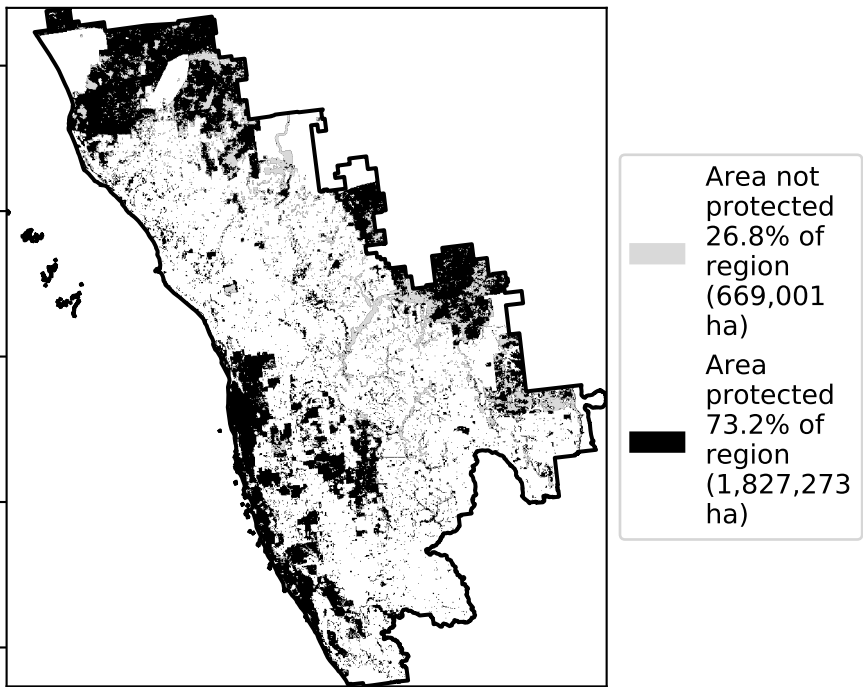 Area not
protected
26.8% of
region
(669,001
ha)
Area
protected
73.2% of
region
(1,827,273
ha)